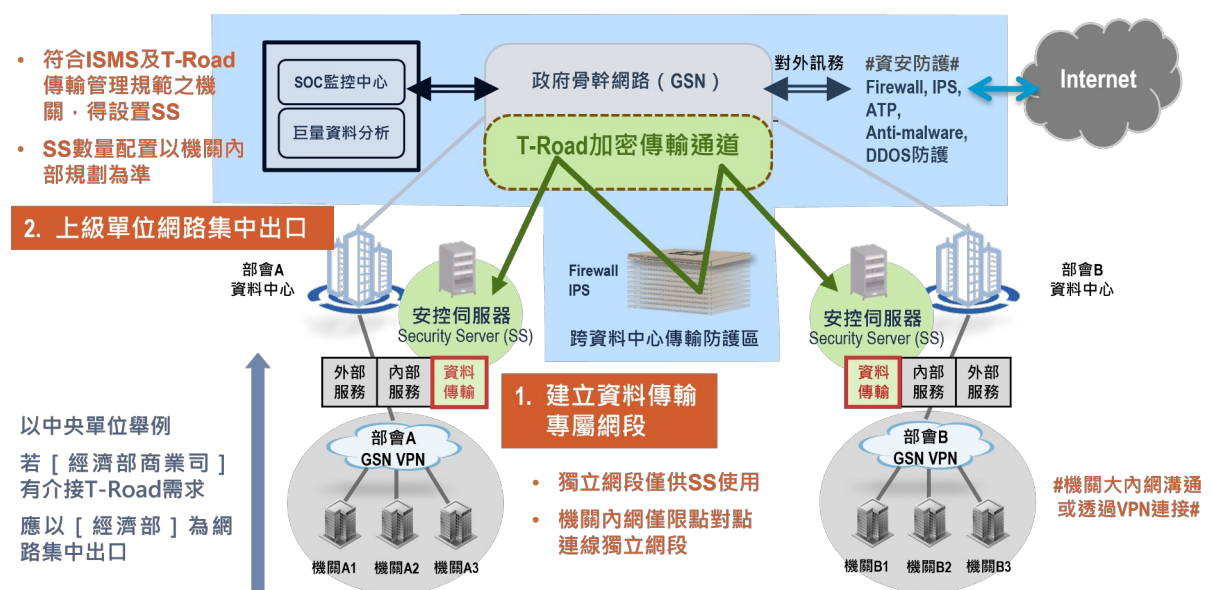 • 符合ISMS及T-Road
傳輸管理規範之機
關，得設置SS
• SS數量配置以機關內
部規劃為準
SOC監控中心
巨量資料分析
政府骨幹網路（GSN）
T-Road加密傳輸通道
對外訊務
#資安防護#
Firewall, IPS,
ATP,
Anti-malware,
DDOS防護
Internet
2. 上級單位網路集中出口
部會A
資料中心
安控伺服器
Security Server (SS)
Firewall
IPS
跨資料中心傳輸防護區
安控伺服器
Security Server (SS)
部會B
資料中心
外部
服務
內部
服務
資料
傳輸
1. 建立資料傳輸
專屬網段
資料
傳輸
內部
服務
外部
服務
以中央單位舉例
若［經濟部商業司］
有介接T-Road需求
應以［經濟部］為網
路集中出口
部會A
GSN VPN
機關A1
機關A2
機關A3
• 獨立網段僅供SS使用
• 機關內網僅限點對點
連線獨立網段
部會B
GSN VPN
機關B1
機關B2
機關B3
#機關大內網溝通
或透過VPN連接#